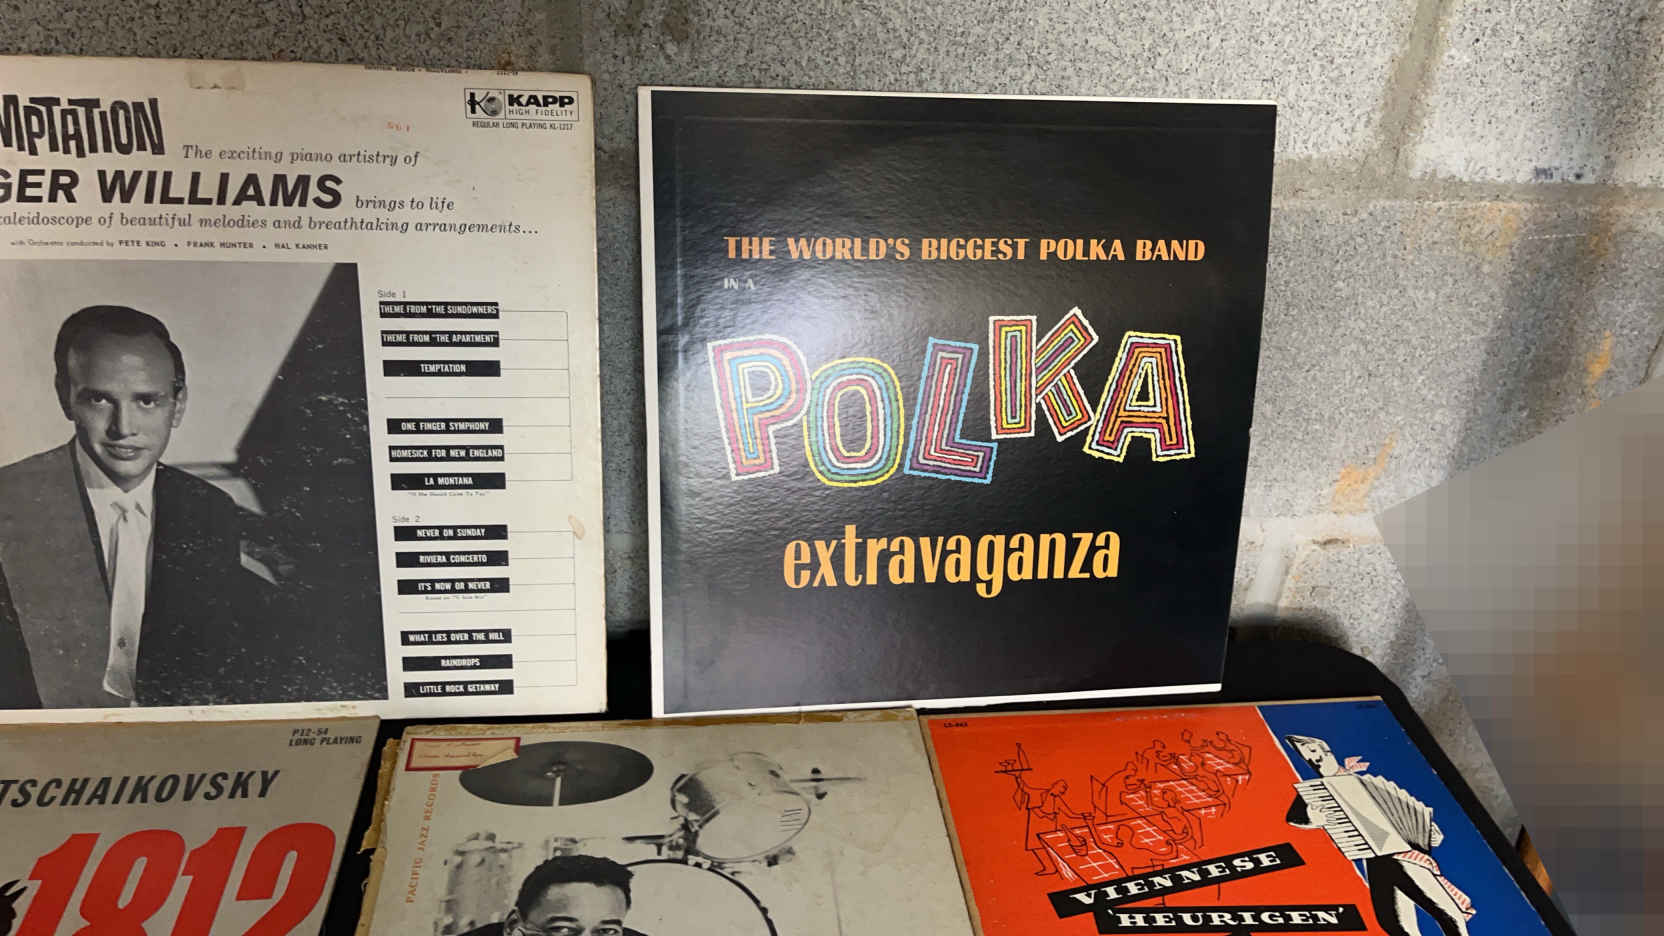 MPTATION
KAPP
HIGH FIDELITY
REGULAR LONG PLAYING KL-1217
The exciting piano artistry of
GER WILLIAMS brings to life
kaleidoscope of beautiful melodies and breathtaking arrangements...
with Orchestra conducted by PETE KING • FRANK HUNTER • HAL KANNER
Side 1
THEME FROM "THE SUNDOWNERS"
THEME FROM "THE APARTMENT"
TEMPTATION
ONE FINGER SYMPHONY
HOMESICK FOR NEW ENGLAND
LA MONTANA
Side 2
NEVER ON SUNDAY
RIVIERA CONCERTO
IT'S NOW OR NEVER
WHAT LIES OVER THE HILL
RAINDROPS
LITTLE ROCK GETAWAY
THE WORLD'S BIGGEST POLKA BAND
IN A
POLKA
extravaganza
P12-54
LONG PLAYING
TSCHAIKOVSKY
1812
PACIFIC JAZZ RECORDS
VIENNESE
'HEURIGEN'